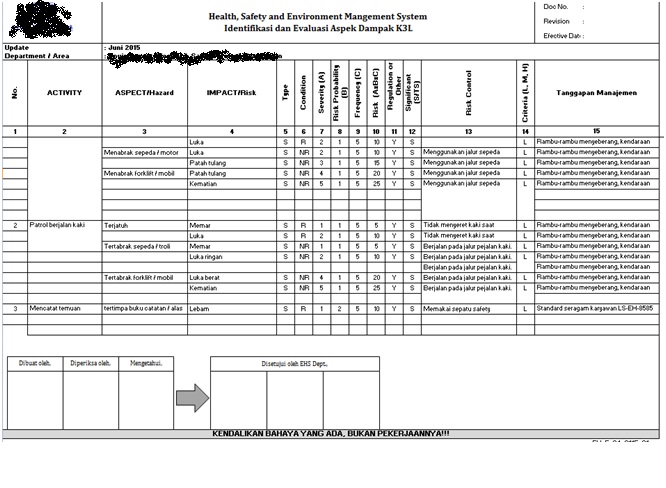 Health, Safety and Environment Mangement System
Identifikasi dan Evaluasi Aspek Dampak K3L
Doc No. :
Revision :
Efective Date :
Update : Juni 2015
Department / Area :
No. ACTIVITY ASPECT/Hazard IMPACT/Risk Type Condition Severity (A) Risk Probability (B) Frequency (C) Risk (AxBxC) Regulation or Other Significant (S/TS) Risk Control Criteria (L, M, H) Tanggapan Manajemen
1 2 3 4 5 6 7 8 9 10 11 12 13 14 15
Luka S R 2 1 5 10 Y S L Rambu-rambu menyeberang, kendaraan
Menabrak sepeda / motor Luka S NR 2 1 5 10 Y S Menggunakan jalur sepeda L Rambu-rambu menyeberang, kendaraan
Patah tulang S NR 3 1 5 15 Y S Menggunakan jalur sepeda L Rambu-rambu menyeberang, kendaraan
Menabrak forklift / mobil Patah tulang S NR 4 1 5 20 Y S Menggunakan jalur sepeda L Rambu-rambu menyeberang, kendaraan
Kematian S NR 5 1 5 25 Y S Menggunakan jalur sepeda L Rambu-rambu menyeberang, kendaraan
2 Patrol berjalan kaki Terjatuh Memar S R 1 1 5 5 Y S Tidak mengeret kaki saat L Rambu-rambu menyeberang, kendaraan
Luka S R 2 1 5 10 Y S Tidak mengeret kaki saat L Rambu-rambu menyeberang, kendaraan
Tertabrak sepeda / troli Memar S NR 1 1 5 5 Y S Berjalan pada jalur pejalan kaki. L Rambu-rambu menyeberang, kendaraan
Luka ringan S NR 2 1 5 10 Y S Berjalan pada jalur pejalan kaki. L Rambu-rambu menyeberang, kendaraan
Berjalan pada jalur pejalan kaki. Rambu-rambu menyeberang, kendaraan
Tertabrak forklift / mobil Luka berat S NR 4 1 5 20 Y S Berjalan pada jalur pejalan kaki. L Rambu-rambu menyeberang, kendaraan
Kematian S NR 5 1 5 25 Y S Berjalan pada jalur pejalan kaki. L Rambu-rambu menyeberang, kendaraan
3 Mencatat temuan tertimpa buku catatan / alas Lebam S R 1 2 5 10 Y S Memakai sepatu safety L Standard seragam karyawan LS-EH-8585
Dibuat oleh, Diperiksa oleh, Mengetahui, Disetujui oleh EHS Dept.,
KENDALIKAN BAHAYA YANG ADA, BUKAN PEKERJAANNYA!!!